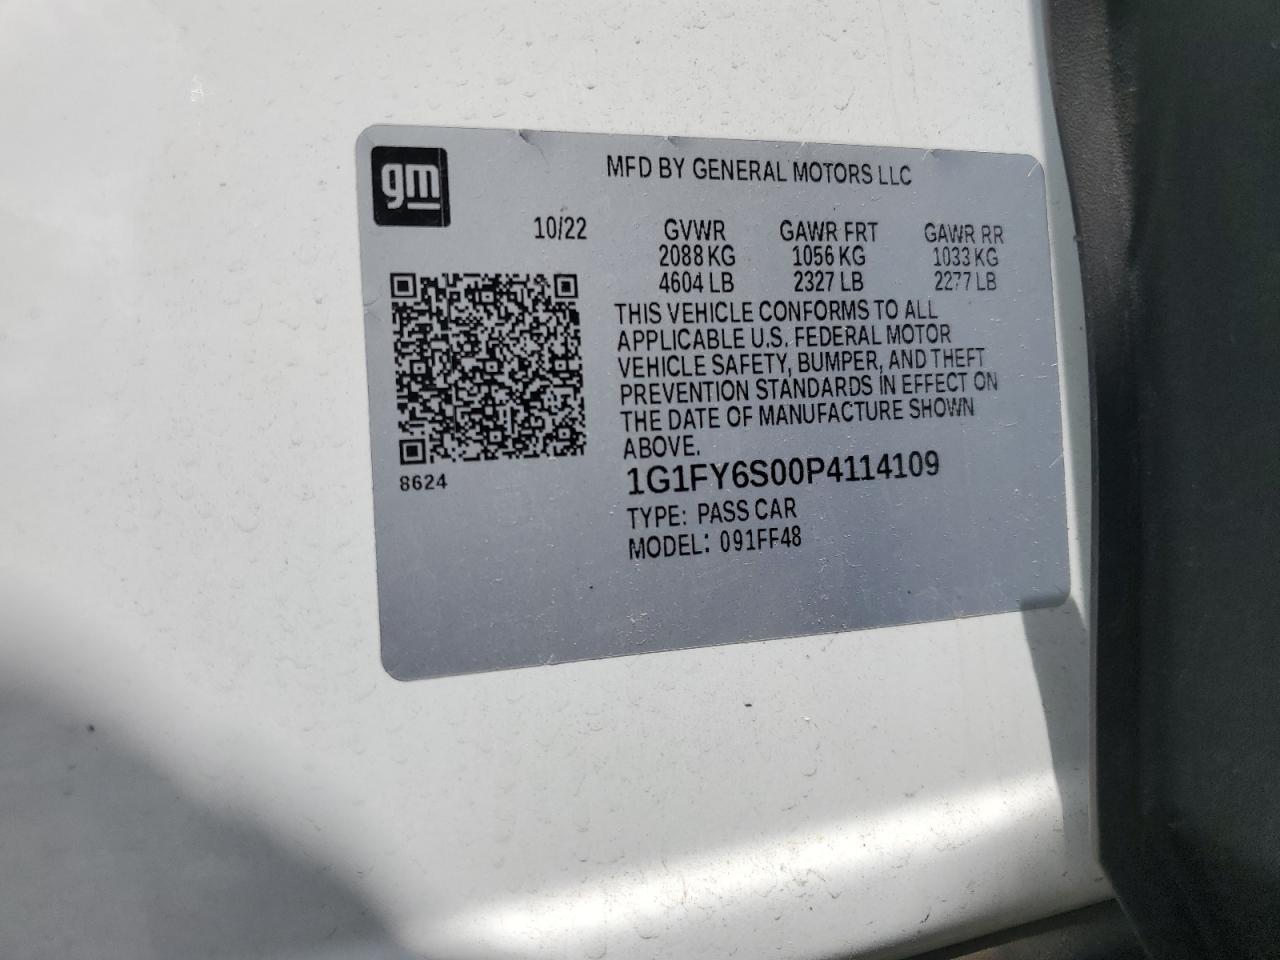 gm
MFD BY GENERAL MOTORS LLC
10/22 GVWR GAWR FRT GAWR RR
2088 KG 1056 KG 1033 KG
4604 LB 2327 LB 2277 LB
THIS VEHICLE CONFORMS TO ALL
APPLICABLE U.S. FEDERAL MOTOR
VEHICLE SAFETY, BUMPER, AND THEFT
PREVENTION STANDARDS IN EFFECT ON
THE DATE OF MANUFACTURE SHOWN
ABOVE.
8624
1G1FY6S00P4114109
TYPE: PASS CAR
MODEL: 091FF48